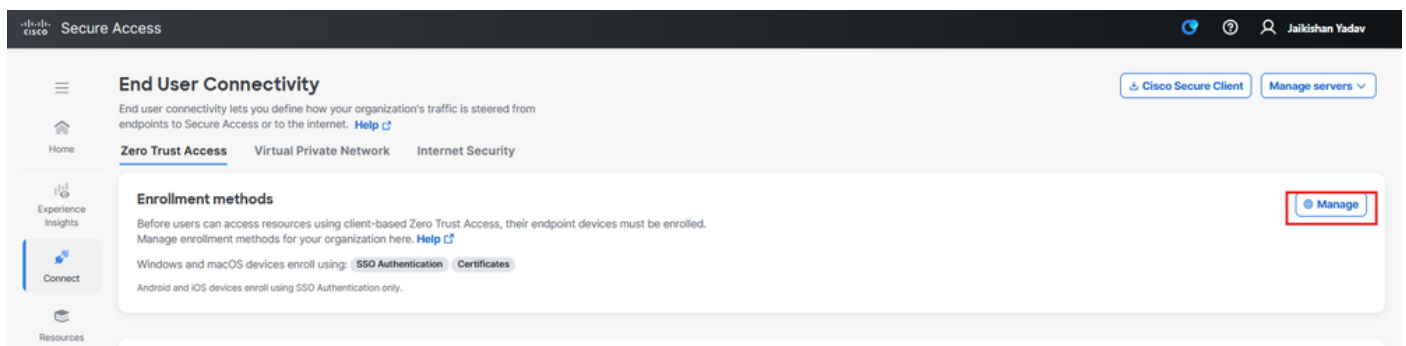 cisco Secure Access
Jaikishan Yadav
End User Connectivity
Cisco Secure Client
Manage servers
End user connectivity lets you define how your organization's traffic is steered from
endpoints to Secure Access or to the internet. Help
Home
Zero Trust Access Virtual Private Network Internet Security
Experience
Insights
Enrollment methods
Manage
Before users can access resources using client-based Zero Trust Access, their endpoint devices must be enrolled.
Manage enrollment methods for your organization here. Help
Windows and macOS devices enroll using: SSO Authentication Certificates
Connect
Android and iOS devices enroll using SSO Authentication only.
Resources